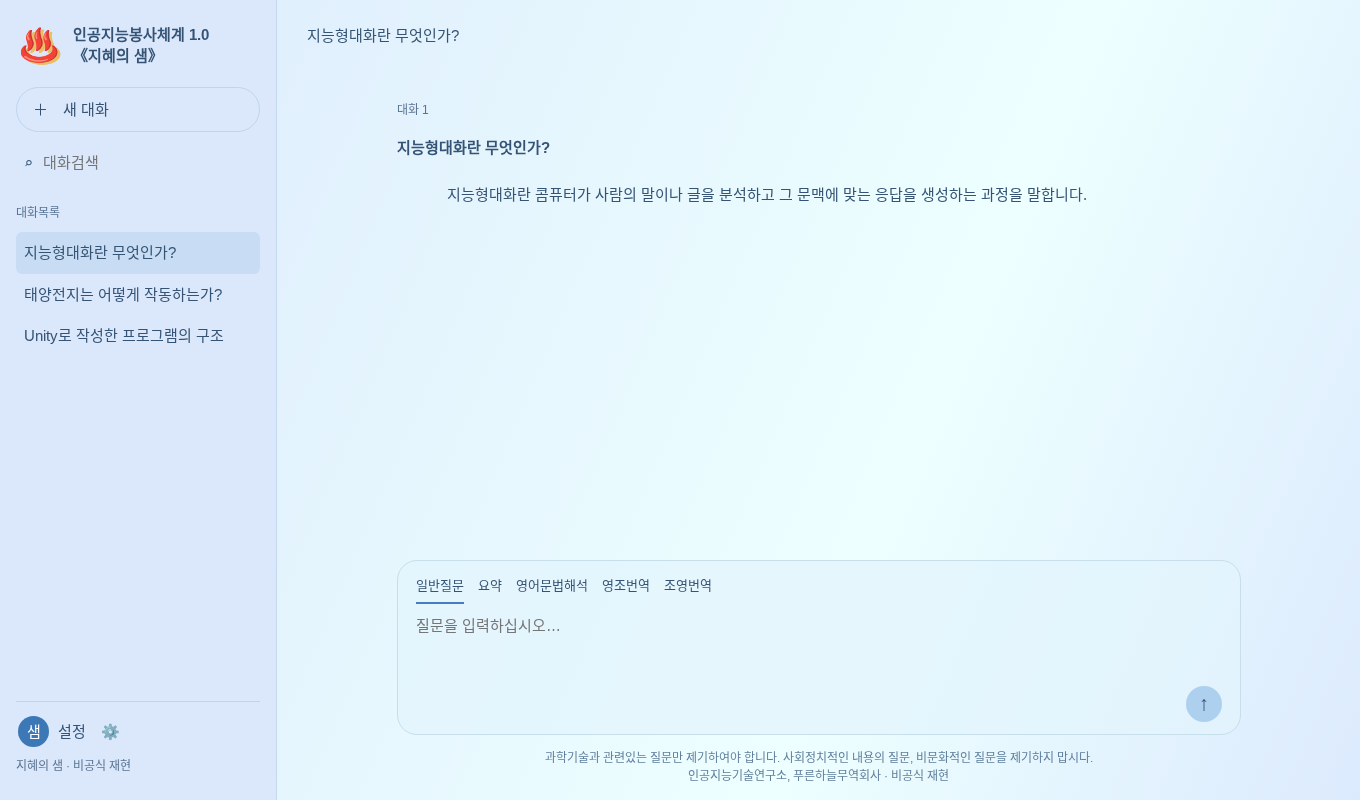 인공지능봉사체계 1.0
《지혜의 샘》
+ 새 대화
대화검색
대화목록
지능형대화란 무엇인가?
태양전지는 어떻게 작동하는가?
Unity로 작성한 프로그램의 구조
샘 설정
지혜의 샘 · 비공식 재현
지능형대화란 무엇인가?
대화 1
지능형대화란 무엇인가?
지능형대화란 콤퓨터가 사람의 말이나 글을 분석하고 그 문맥에 맞는 응답을 생성하는 과정을 말합니다.
일반질문 요약 영어문법해석 영조번역 조영번역
질문을 입력하십시오...
↑
과학기술과 관련있는 질문만 제기하여야 합니다. 사회정치적인 내용의 질문, 비문화적인 질문을 제기하지 맙시다.
인공지능기술연구소, 푸른하늘무역회사 · 비공식 재현